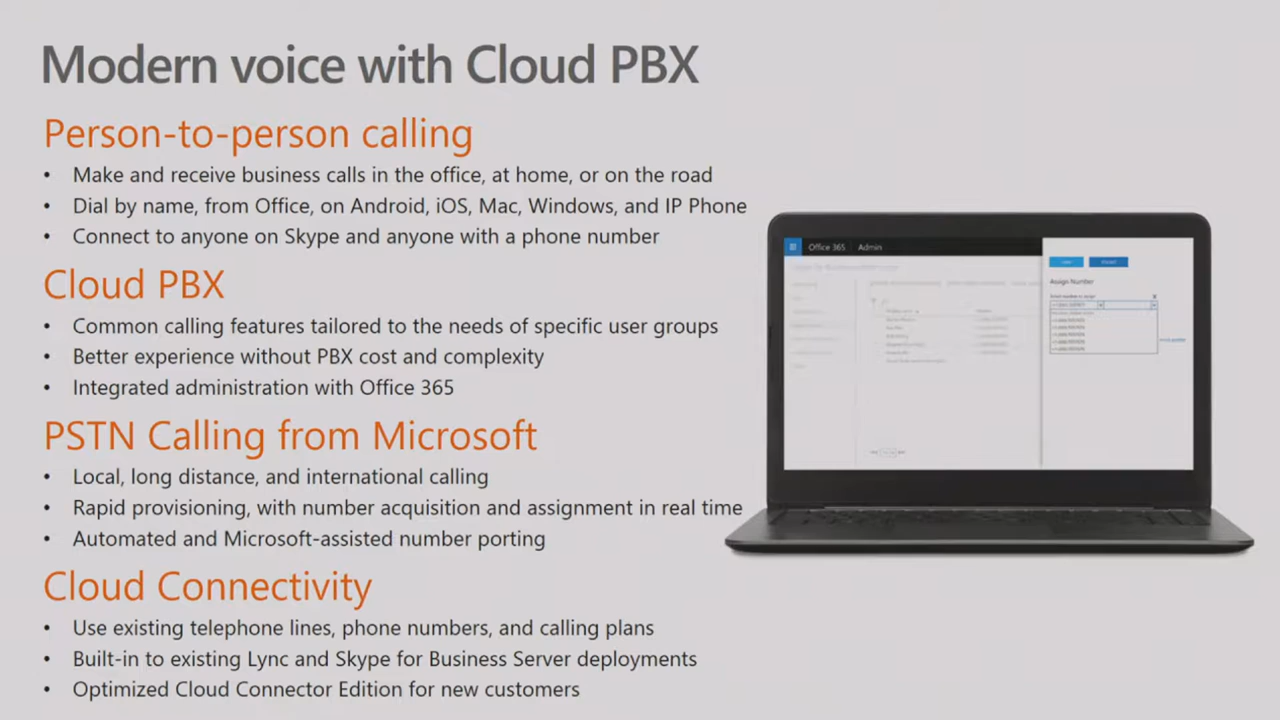 Modern voice with Cloud PBX
Person-to-person calling
• Make and receive business calls in the office, at home, or on the road
• Dial by name, from Office, on Android, iOS, Mac, Windows, and IP Phone
• Connect to anyone on Skype and anyone with a phone number
Cloud PBX
• Common calling features tailored to the needs of specific user groups
• Better experience without PBX cost and complexity
• Integrated administration with Office 365
PSTN Calling from Microsoft
• Local, long distance, and international calling
• Rapid provisioning, with number acquisition and assignment in real time
• Automated and Microsoft-assisted number porting
Cloud Connectivity
• Use existing telephone lines, phone numbers, and calling plans
• Built-in to existing Lync and Skype for Business Server deployments
• Optimized Cloud Connector Edition for new customers
Office 365 Admin
Assign Number